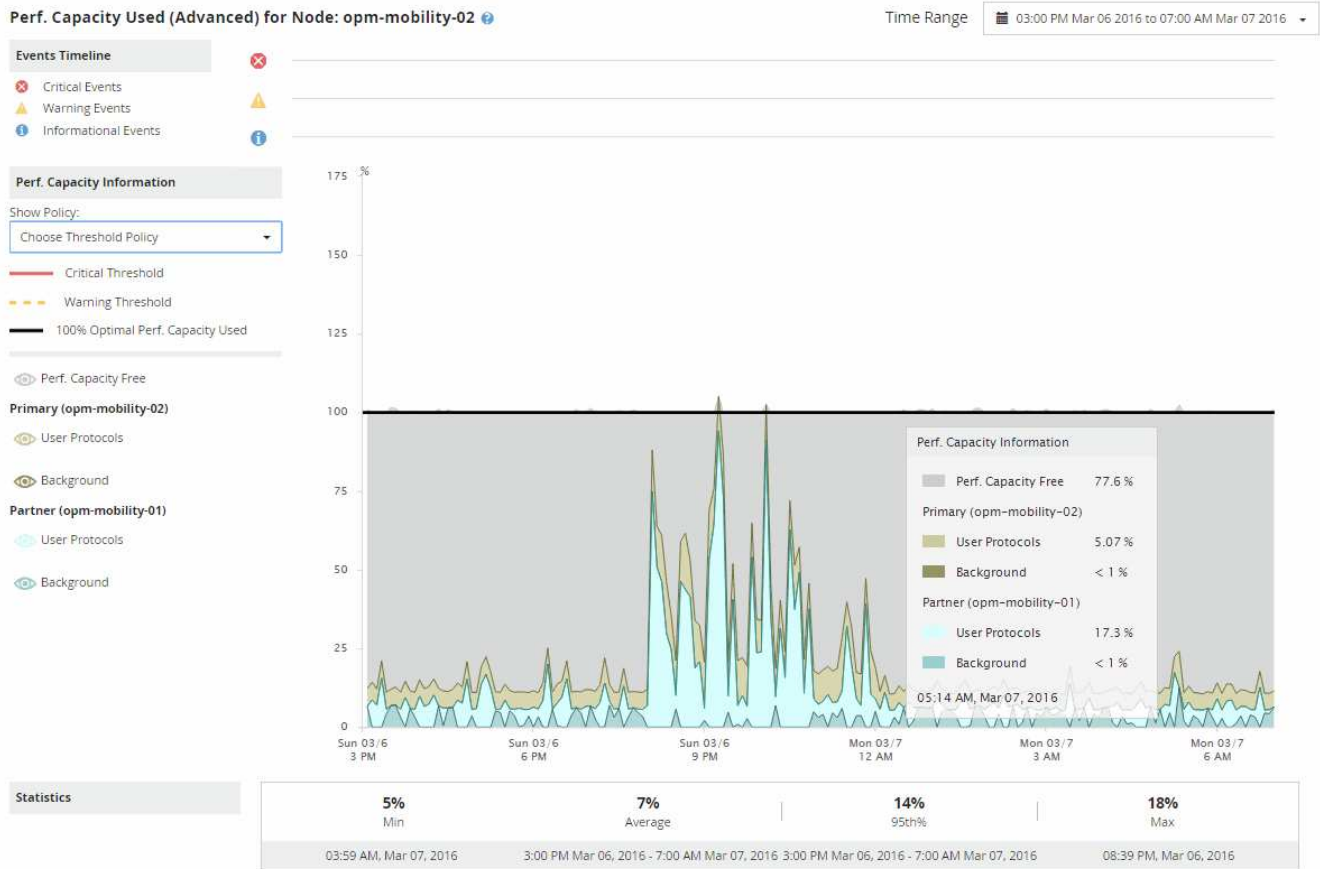 Perf. Capacity Used (Advanced) for Node: opm-mobility-02 ?
Time Range 03:00 PM Mar 06 2016 to 07:00 AM Mar 07 2016
Events Timeline
Critical Events
Warning Events
Informational Events
Perf. Capacity Information
Show Policy:
Choose Threshold Policy
Critical Threshold
Warning Threshold
100% Optimal Perf. Capacity Used
Perf. Capacity Free
Primary (opm-mobility-02)
User Protocols
Background
Partner (opm-mobility-01)
User Protocols
Background
%
175
150
125
100
75
50
25
0
Sun 03/6 Sun 03/6 Sun 03/6 Mon 03/7 Mon 03/7 Mon 03/7
3 PM 6 PM 9 PM 12 AM 3 AM 6 AM
Perf. Capacity Information
Perf. Capacity Free 77.6 %
Primary (opm-mobility-02)
User Protocols 5.07 %
Background < 1 %
Partner (opm-mobility-01)
User Protocols 17.3 %
Background < 1 %
05:14 AM, Mar 07, 2016
Statistics
5% 7% 14% 18%
Min Average 95th% Max
03:59 AM, Mar 07, 2016 3:00 PM Mar 06, 2016 - 7:00 AM Mar 07, 2016 3:00 PM Mar 06, 2016 - 7:00 AM Mar 07, 2016 08:39 PM, Mar 06, 2016